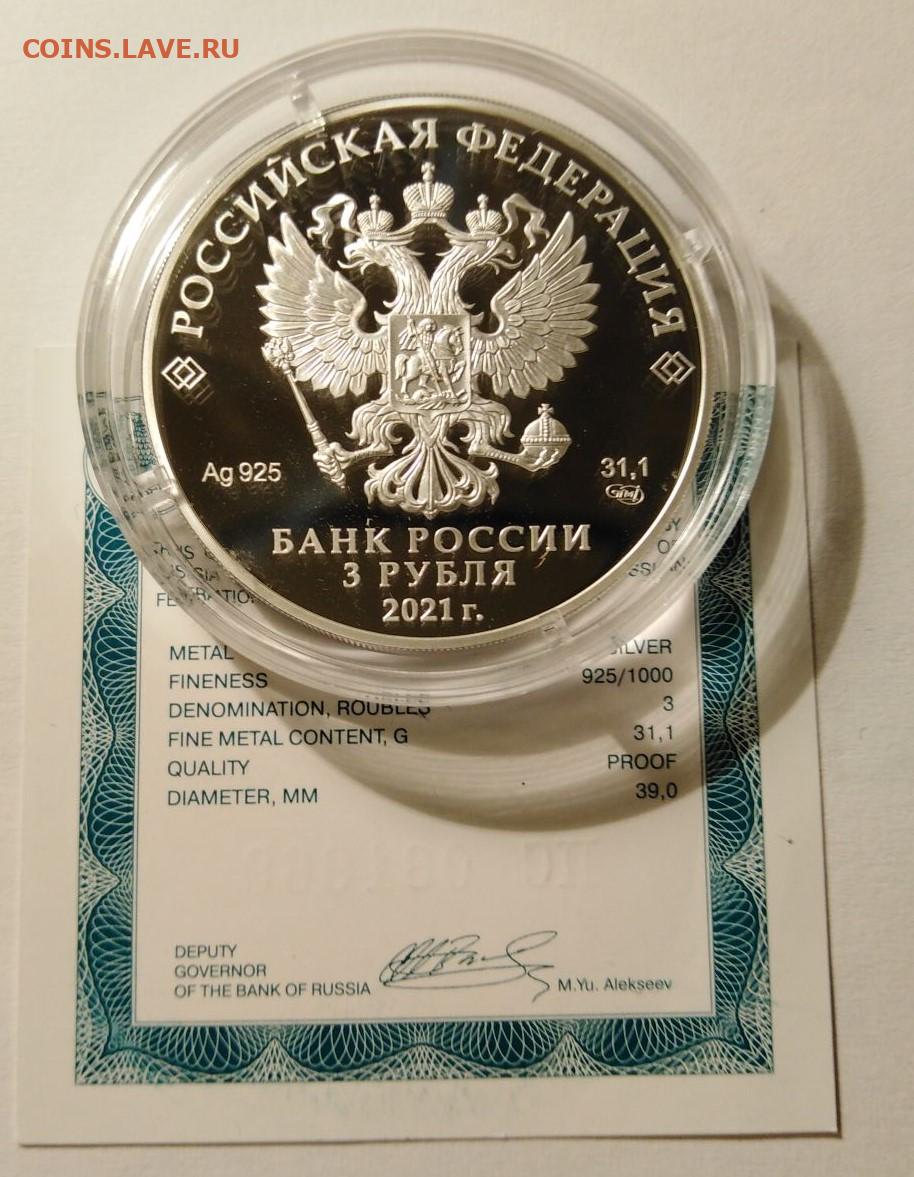 COINS.LAVE.RU
РОССИЙСКАЯ ФЕДЕРАЦИЯ
Ag 925
31,1
БАНК РОССИИ
3 РУБЛЯ
2021 г.
METAL SILVER
FINENESS 925/1000
DENOMINATION, ROUBLES 3
FINE METAL CONTENT, G 31,1
QUALITY PROOF
DIAMETER, MM 39,0
DEPUTY
GOVERNOR
OF THE BANK OF RUSSIA
M.Yu. Alekseev